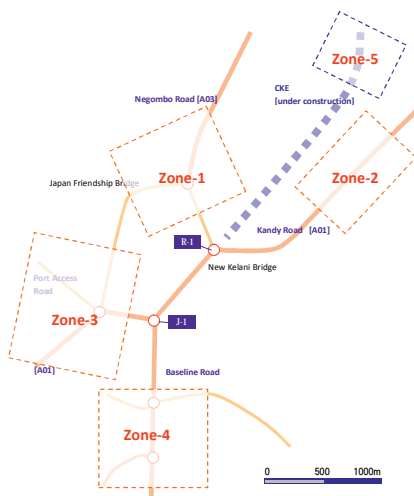 Zone-5
CKE
[under construction]
Negombo Road [A03]
Zone-1
Zone-2
Japan Friendship Bridge
Kandy Road [A01]
R-1
New Kelani Bridge
Port Access
Road
Zone-3
J-1
[A01]
Baseline Road
Zone-4
0 500 1000m